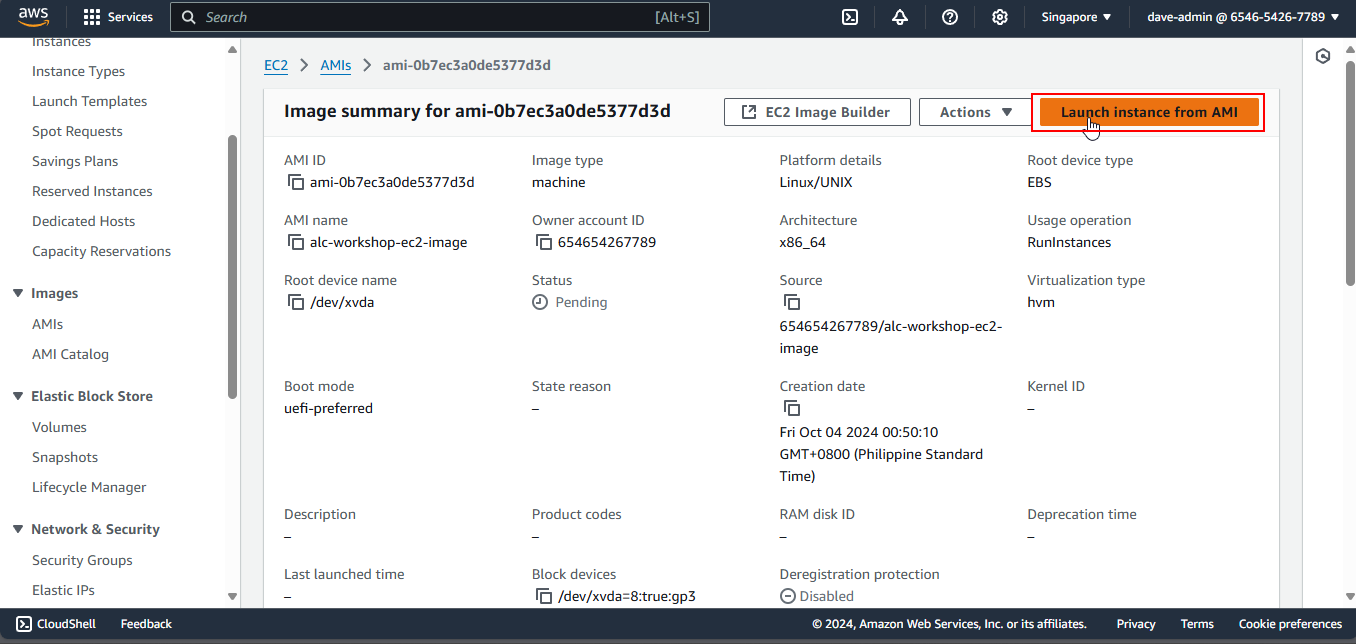 aws
Services
Search
[Alt+S]
Singapore
dave-admin @ 6546-5426-7789
Instances
Instance Types
Launch Templates
Spot Requests
Savings Plans
Reserved Instances
Dedicated Hosts
Capacity Reservations
Images
AMIs
AMI Catalog
Elastic Block Store
Volumes
Snapshots
Lifecycle Manager
Network & Security
Security Groups
Elastic IPs
EC2
AMIs
ami-0b7ec3a0de5377d3d
Image summary for ami-0b7ec3a0de5377d3d
EC2 Image Builder
Actions
Launch instance from AMI
AMI ID
ami-0b7ec3a0de5377d3d
Image type
machine
Platform details
Linux/UNIX
Root device type
EBS
AMI name
alc-workshop-ec2-image
Owner account ID
654654267789
Architecture
x86_64
Usage operation
RunInstances
Root device name
/dev/xvda
Status
Pending
Source
654654267789/alc-workshop-ec2-
image
Virtualization type
hvm
Boot mode
uefi-preferred
State reason
–
Creation date
Fri Oct 04 2024 00:50:10
GMT+0800 (Philippine Standard
Time)
Kernel ID
–
Description
–
Product codes
–
RAM disk ID
–
Deprecation time
–
Last launched time
–
Block devices
/dev/xvda=8:true:gp3
Deregistration protection
Disabled
CloudShell
Feedback
© 2024, Amazon Web Services, Inc. or its affiliates.
Privacy
Terms
Cookie preferences